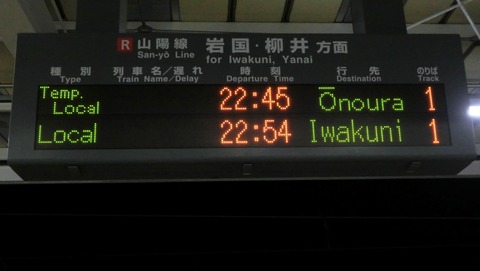 R 山陽線 岩国・柳井 方面
San-yō Line for Iwakuni, Yanai
種別 列車名/遅れ 時刻 行先 のりば
Type Train Name/Delay Departure Time Destination Track
Temp. Local 22:45 Ōnoura 1
Local 22:54 Iwakuni 1